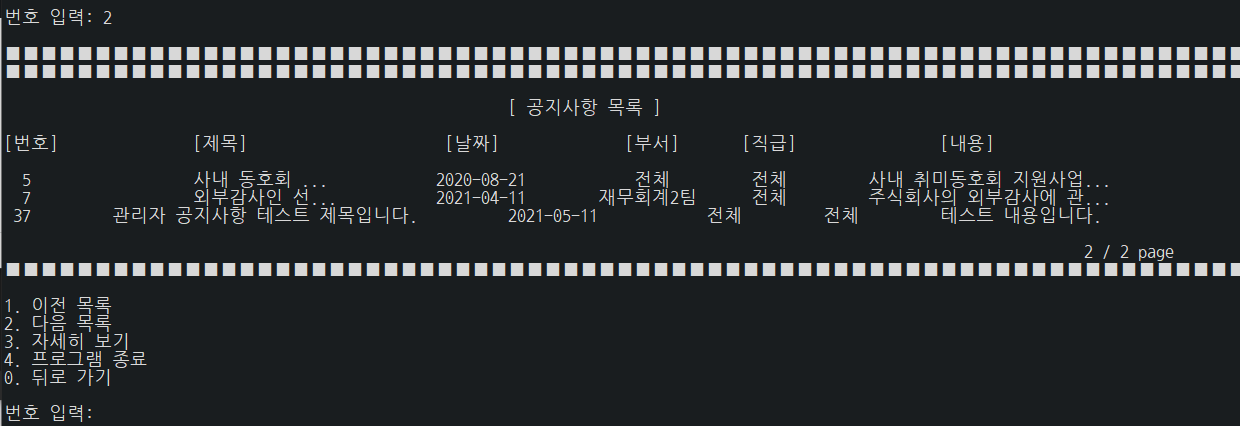 번호 입력: 2
[ 공지사항 목록 ]
[번호] [제목] [날짜] [부서] [직급] [내용]
5 사내 동호회 ... 2020-08-21 전체 전체 사내 취미동호회 지원사업...
7 외부감사인 선... 2021-04-11 재무회계2팀 전체 주식회사의 외부감사에 관...
37 관리자 공지사항 테스트 제목입니다. 2021-05-11 전체 전체 테스트 내용입니다.
2 / 2 page
1. 이전 목록
2. 다음 목록
3. 자세히 보기
4. 프로그램 종료
0. 뒤로 가기
번호 입력: